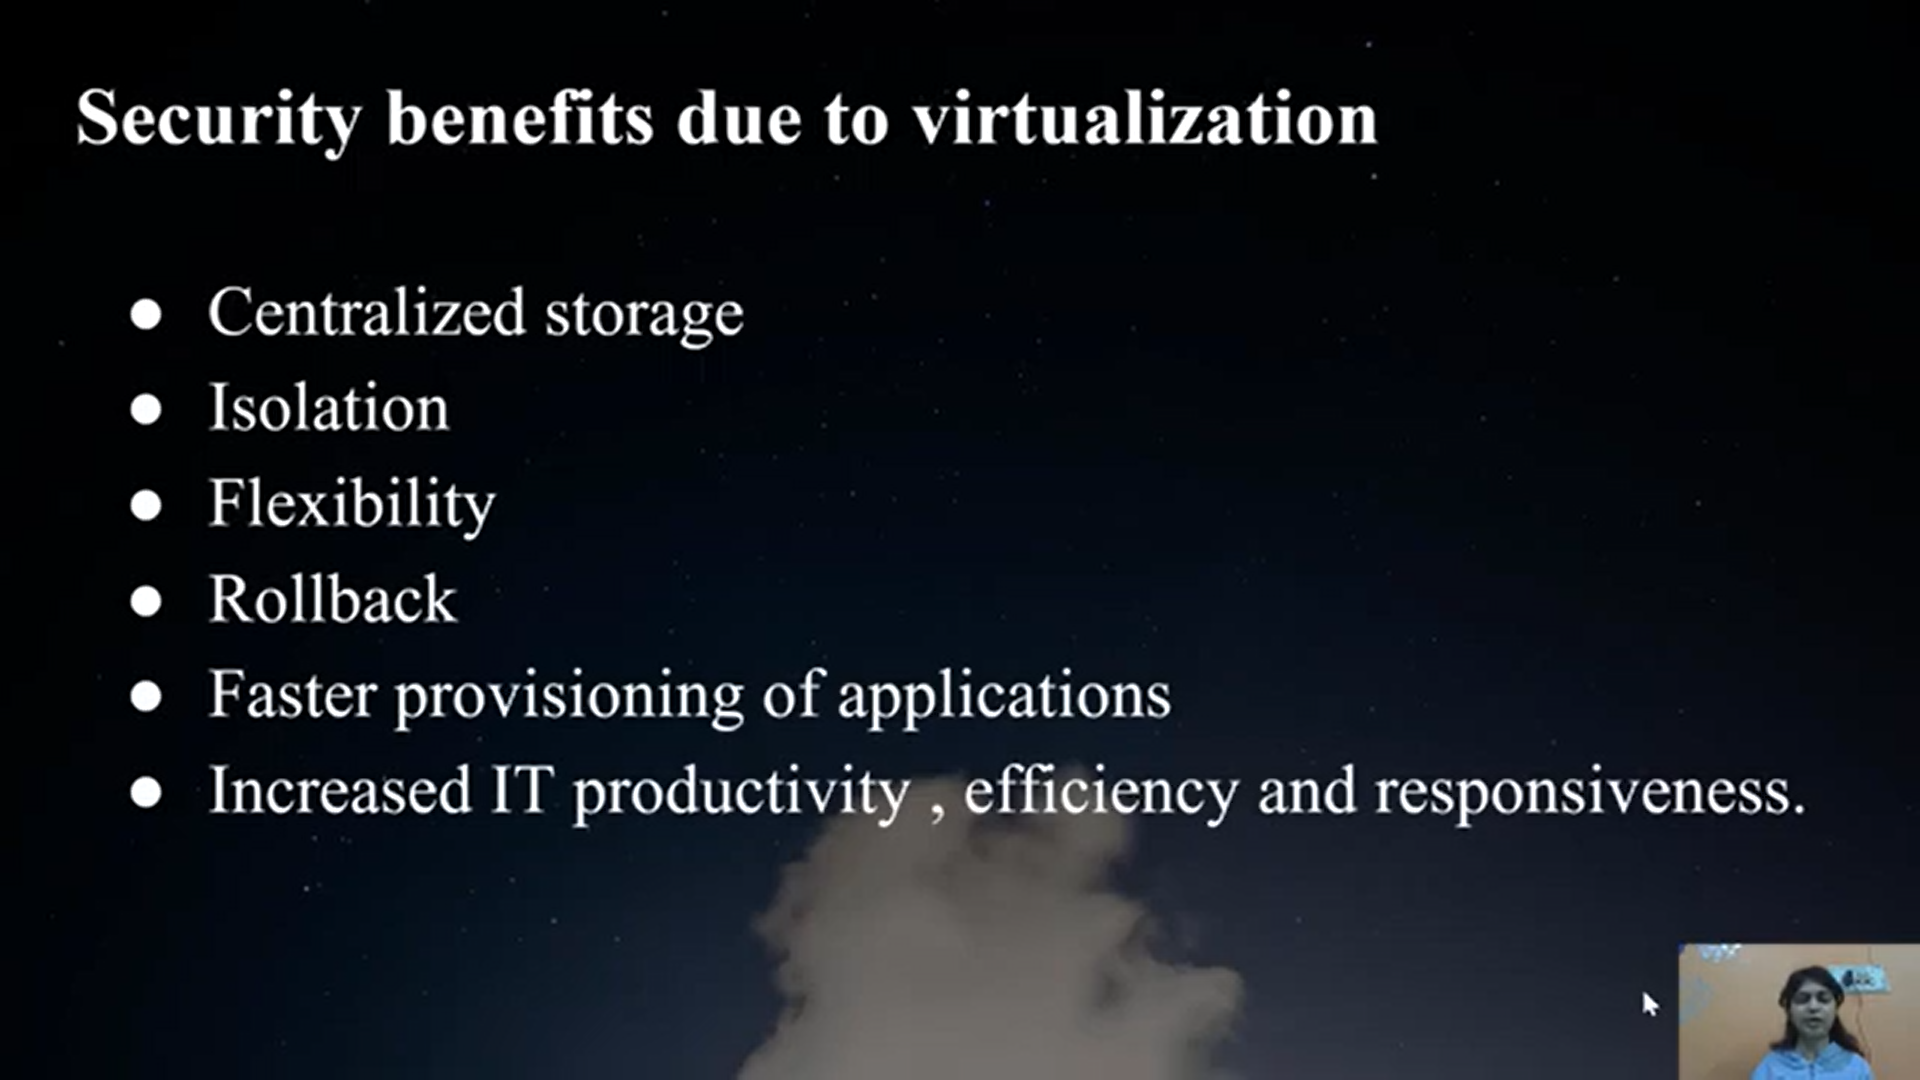 Security benefits due to virtualization
● Centralized storage
● Isolation
● Flexibility
● Rollback
● Faster provisioning of applications
● Increased IT productivity , efficiency and responsiveness.